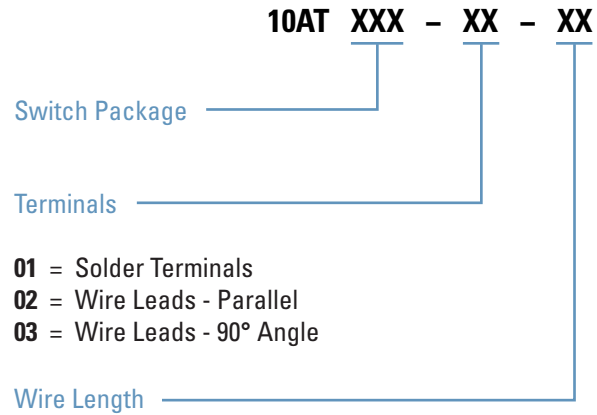 10AT XXX – XX – XX
Switch Package
Terminals
01 = Solder Terminals
02 = Wire Leads - Parallel
03 = Wire Leads - 90° Angle
Wire Length